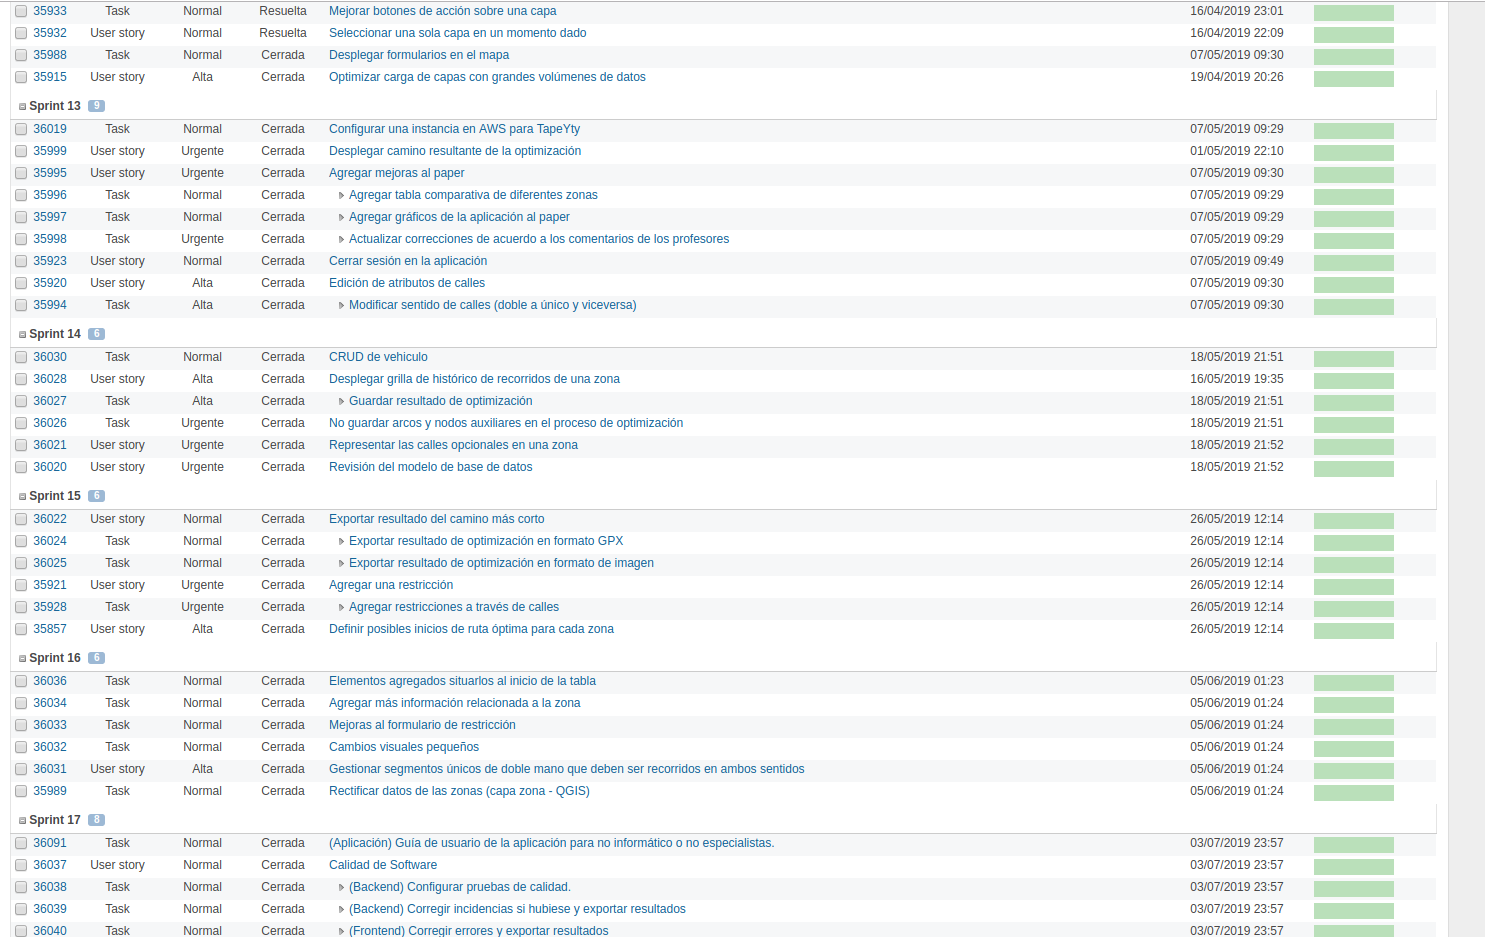 35933 Task Normal Resuelta Mejorar botones de acción sobre una capa 16/04/2019 23:01
35932 User story Normal Resuelta Seleccionar una sola capa en un momento dado 16/04/2019 22:09
35988 Task Normal Cerrada Desplegar formularios en el mapa 07/05/2019 09:30
35915 User story Alta Cerrada Optimizar carga de capas con grandes volúmenes de datos 19/04/2019 20:26
Sprint 13 9
36019 Task Normal Cerrada Configurar una instancia en AWS para TapeYty 07/05/2019 09:29
35999 User story Urgente Cerrada Desplegar camino resultante de la optimización 01/05/2019 22:10
35995 User story Urgente Cerrada Agregar mejoras al paper 07/05/2019 09:30
35996 Task Normal Cerrada Agregar tabla comparativa de diferentes zonas 07/05/2019 09:29
35997 Task Normal Cerrada Agregar gráficos de la aplicación al paper 07/05/2019 09:29
35998 Task Urgente Cerrada Actualizar correcciones de acuerdo a los comentarios de los profesores 07/05/2019 09:29
35923 User story Normal Cerrada Cerrar sesión en la aplicación 07/05/2019 09:49
35920 User story Alta Cerrada Edición de atributos de calles 07/05/2019 09:30
35994 Task Alta Cerrada Modificar sentido de calles (doble a único y viceversa) 07/05/2019 09:30
Sprint 14 6
36030 Task Normal Cerrada CRUD de vehiculo 18/05/2019 21:51
36028 User story Alta Cerrada Desplegar grilla de histórico de recorridos de una zona 16/05/2019 19:35
36027 Task Alta Cerrada Guardar resultado de optimización 18/05/2019 21:51
36026 Task Urgente Cerrada No guardar arcos y nodos auxiliares en el proceso de optimización 18/05/2019 21:51
36021 User story Urgente Cerrada Representar las calles opcionales en una zona 18/05/2019 21:52
36020 User story Urgente Cerrada Revisión del modelo de base de datos 18/05/2019 21:52
Sprint 15 6
36022 User story Normal Cerrada Exportar resultado del camino más corto 26/05/2019 12:14
36024 Task Normal Cerrada Exportar resultado de optimización en formato GPX 26/05/2019 12:14
36025 Task Normal Cerrada Exportar resultado de optimización en formato de imagen 26/05/2019 12:14
35921 User story Urgente Cerrada Agregar una restricción 26/05/2019 12:14
35928 Task Urgente Cerrada Agregar restricciones a través de calles 26/05/2019 12:14
35857 User story Alta Cerrada Definir posibles inicios de ruta óptima para cada zona 26/05/2019 12:14
Sprint 16 6
36036 Task Normal Cerrada Elementos agregados situarlos al inicio de la tabla 05/06/2019 01:23
36034 Task Normal Cerrada Agregar más información relacionada a la zona 05/06/2019 01:24
36033 Task Normal Cerrada Mejoras al formulario de restricción 05/06/2019 01:24
36032 Task Normal Cerrada Cambios visuales pequeños 05/06/2019 01:24
36031 User story Alta Cerrada Gestionar segmentos únicos de doble mano que deben ser recorridos en ambos sentidos 05/06/2019 01:24
35989 Task Normal Cerrada Rectificar datos de las zonas (capa zona - QGIS) 05/06/2019 01:24
Sprint 17 8
36091 Task Normal Cerrada (Aplicación) Guía de usuario de la aplicación para no informático o no especialistas. 03/07/2019 23:57
36037 User story Normal Cerrada Calidad de Software 03/07/2019 23:57
36038 Task Normal Cerrada (Backend) Configurar pruebas de calidad. 03/07/2019 23:57
36039 Task Normal Cerrada (Backend) Corregir incidencias si hubiese y exportar resultados 03/07/2019 23:57
36040 Task Normal Cerrada (Frontend) Corregir errores y exportar resultados 03/07/2019 23:57